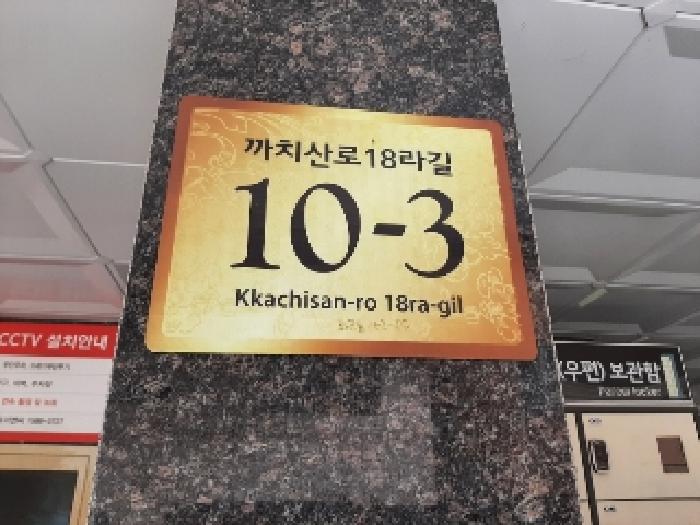 까치산로18라길
10-3
Kkachisan-ro 18ra-gil
CCTV 설치안내
(우편) 보관함